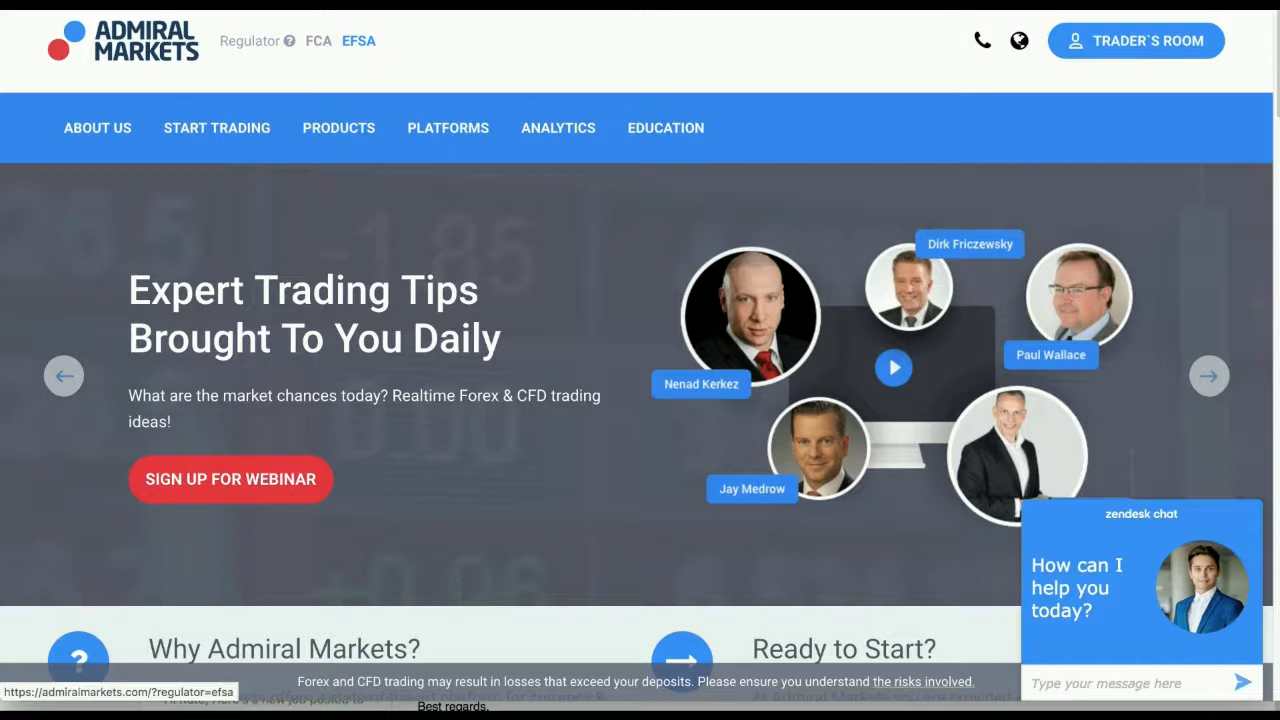 ADMIRAL
MARKETS
Regulator ? FCA EFSA
TRADER`S ROOM
ABOUT US START TRADING PRODUCTS PLATFORMS ANALYTICS EDUCATION
Expert Trading Tips
Brought To You Daily
What are the market chances today? Realtime Forex & CFD trading
ideas!
SIGN UP FOR WEBINAR
Dirk Friczewsky
Paul Wallace
Nenad Kerkez
Jay Medrow
zendesk chat
How can I
help you
today?
Type your message here
? Why Admiral Markets?
Ready to Start?
Forex and CFD trading may result in losses that exceed your deposits. Please ensure you understand the risks involved.
https://admiralmarkets.com/?regulator=efsa
Best regards,